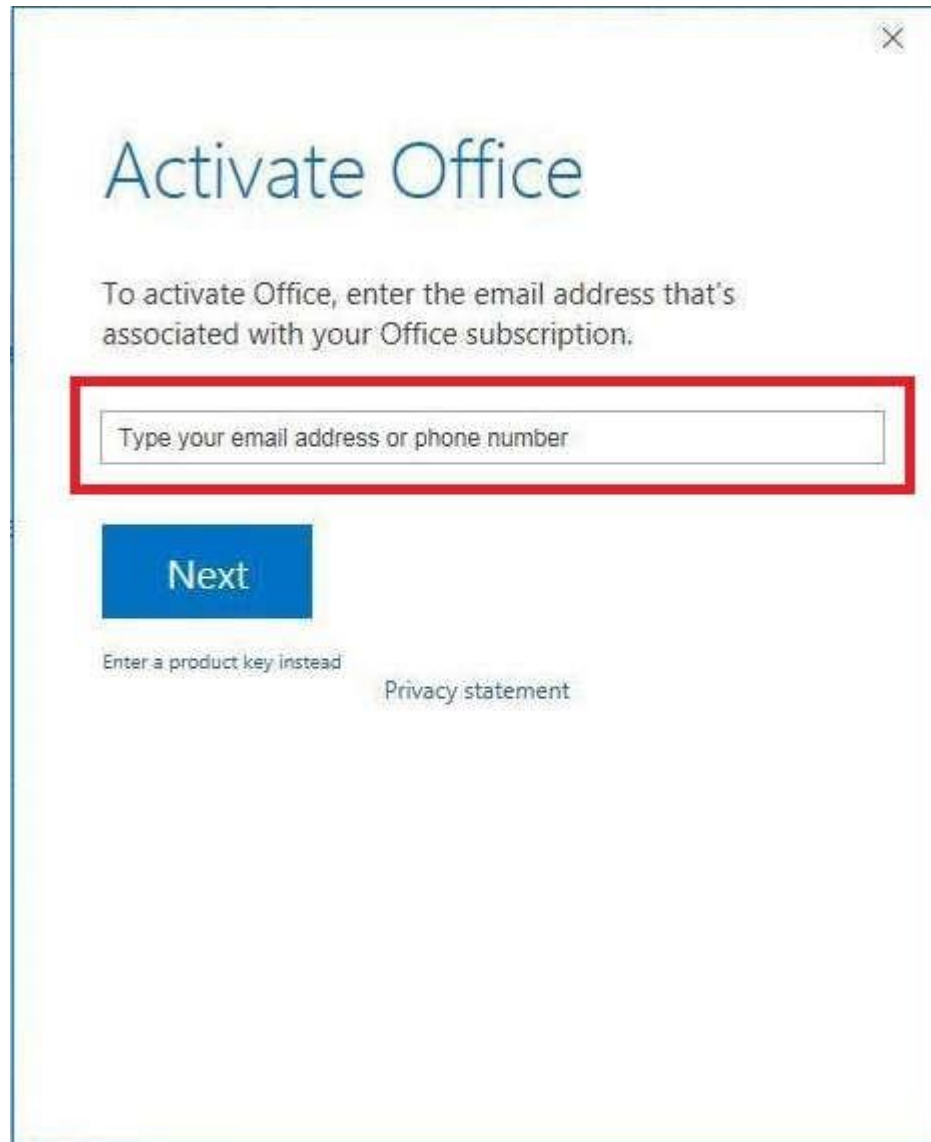 Activate Office
To activate Office, enter the email address that's
associated with your Office subscription.
Type your email address or phone number
Next
Enter a product key instead
Privacy statement